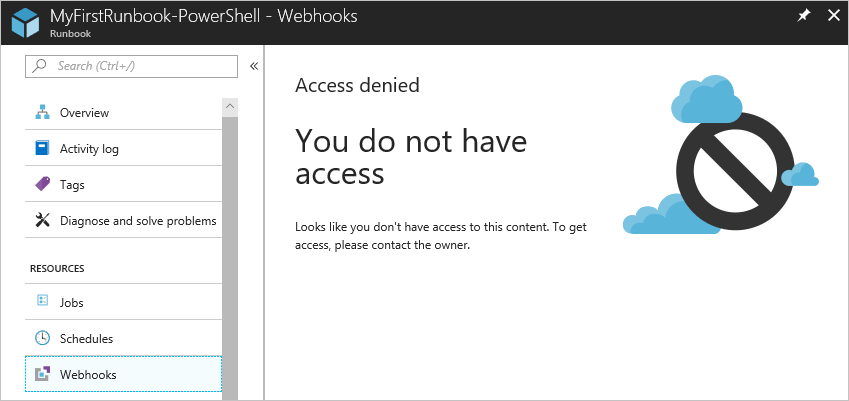 MyFirstRunbook-PowerShell - Webhooks
Runbook
Search (Ctrl+/)
Overview
Activity log
Tags
Diagnose and solve problems
RESOURCES
Jobs
Schedules
Webhooks
Access denied
You do not have
access
Looks like you don't have access to this content. To get
access, please contact the owner.